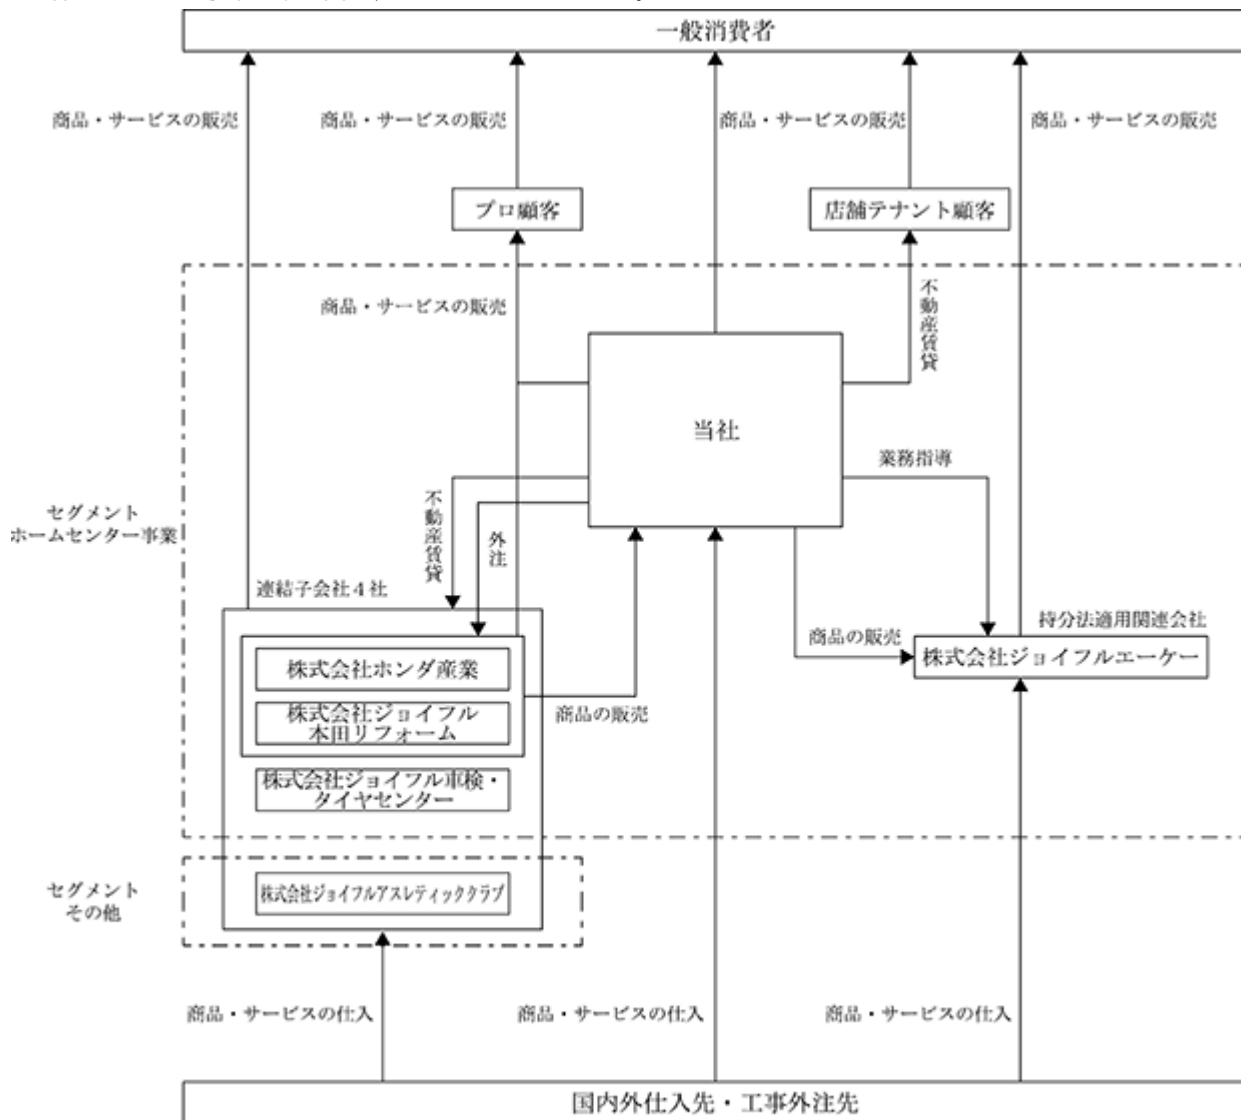 一般消費者
商品・サービスの販売
商品・サービスの販売
商品・サービスの販売
商品・サービスの販売
プロ顧客
店舗テナント顧客
商品・サービスの販売
不動産賃貸
当社
業務指導
セグメント
ホームセンター事業
不動産賃貸
外注
連結子会社4社
持分法適用関連会社
商品の販売
株式会社ジョイフルエーケー
株式会社ホンダ産業
株式会社ジョイフル
本田リフォーム
商品の販売
株式会社ジョイフル車検・
タイヤセンター
セグメント
その他
株式会社ジョイフルアスレティッククラブ
商品・サービスの仕入
商品・サービスの仕入
商品・サービスの仕入
国内外仕入先・工事外注先